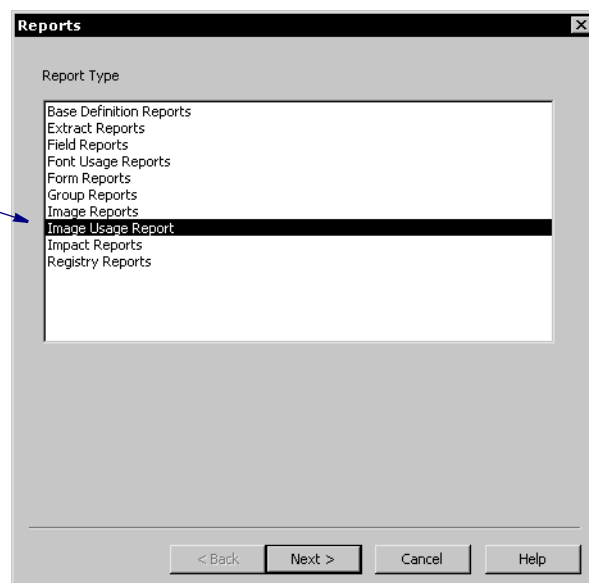 Reports
Report Type
Base Definition Reports
Extract Reports
Field Reports
Font Usage Reports
Form Reports
Group Reports
Image Reports
Image Usage Report
Impact Reports
Registry Reports
< Back Next > Cancel Help